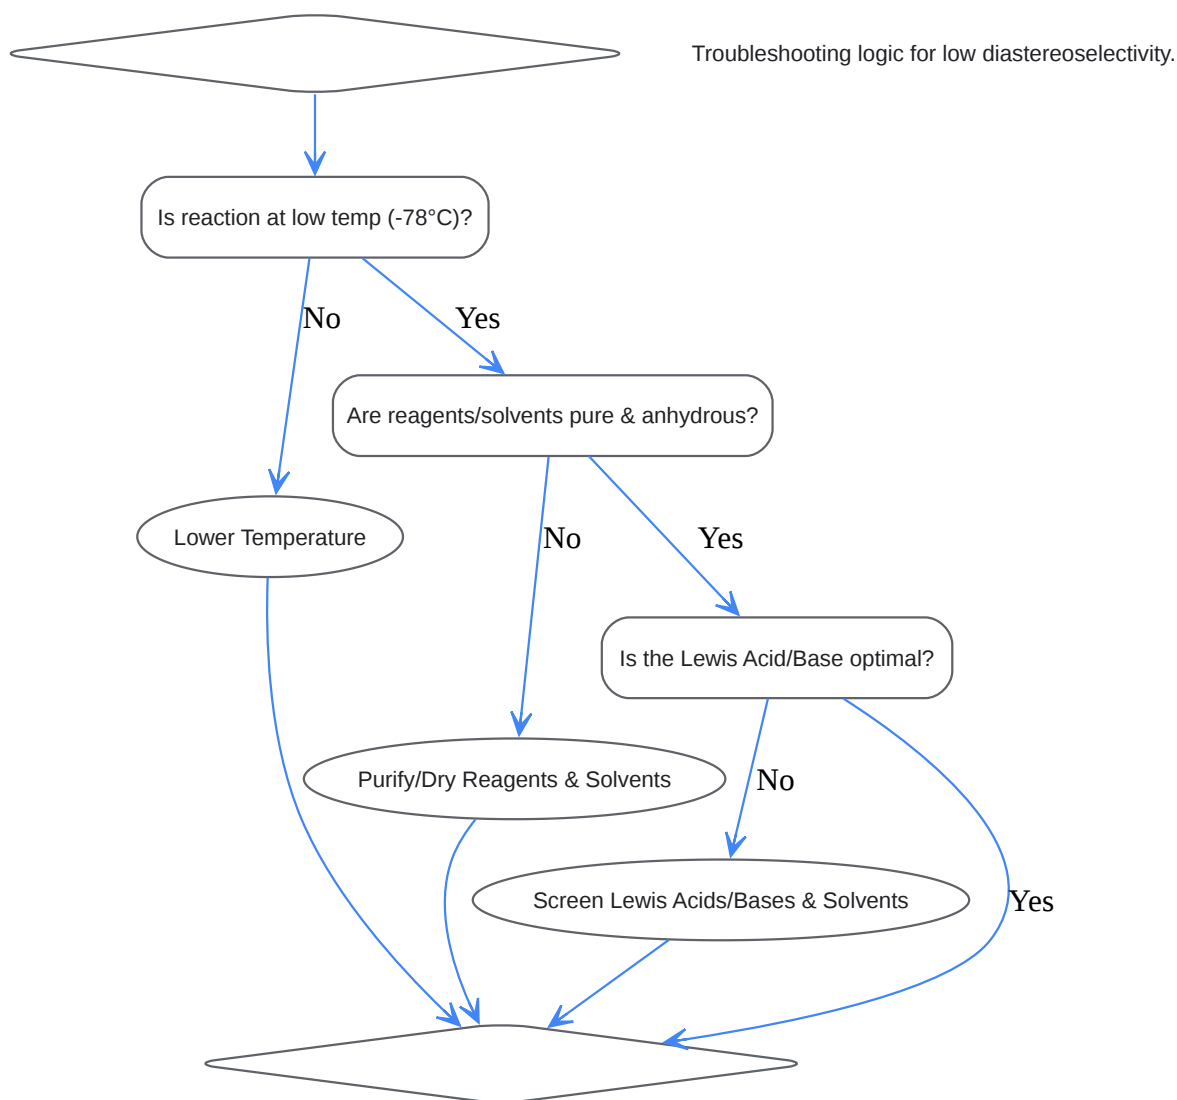 Troubleshooting logic for low diastereoselectivity.
Is reaction at low temp (-78°C)?
No
Yes
Are reagents/solvents pure & anhydrous?
Lower Temperature
No
Yes
Is the Lewis Acid/Base optimal?
Purify/Dry Reagents & Solvents
No
Screen Lewis Acids/Bases & Solvents
Yes